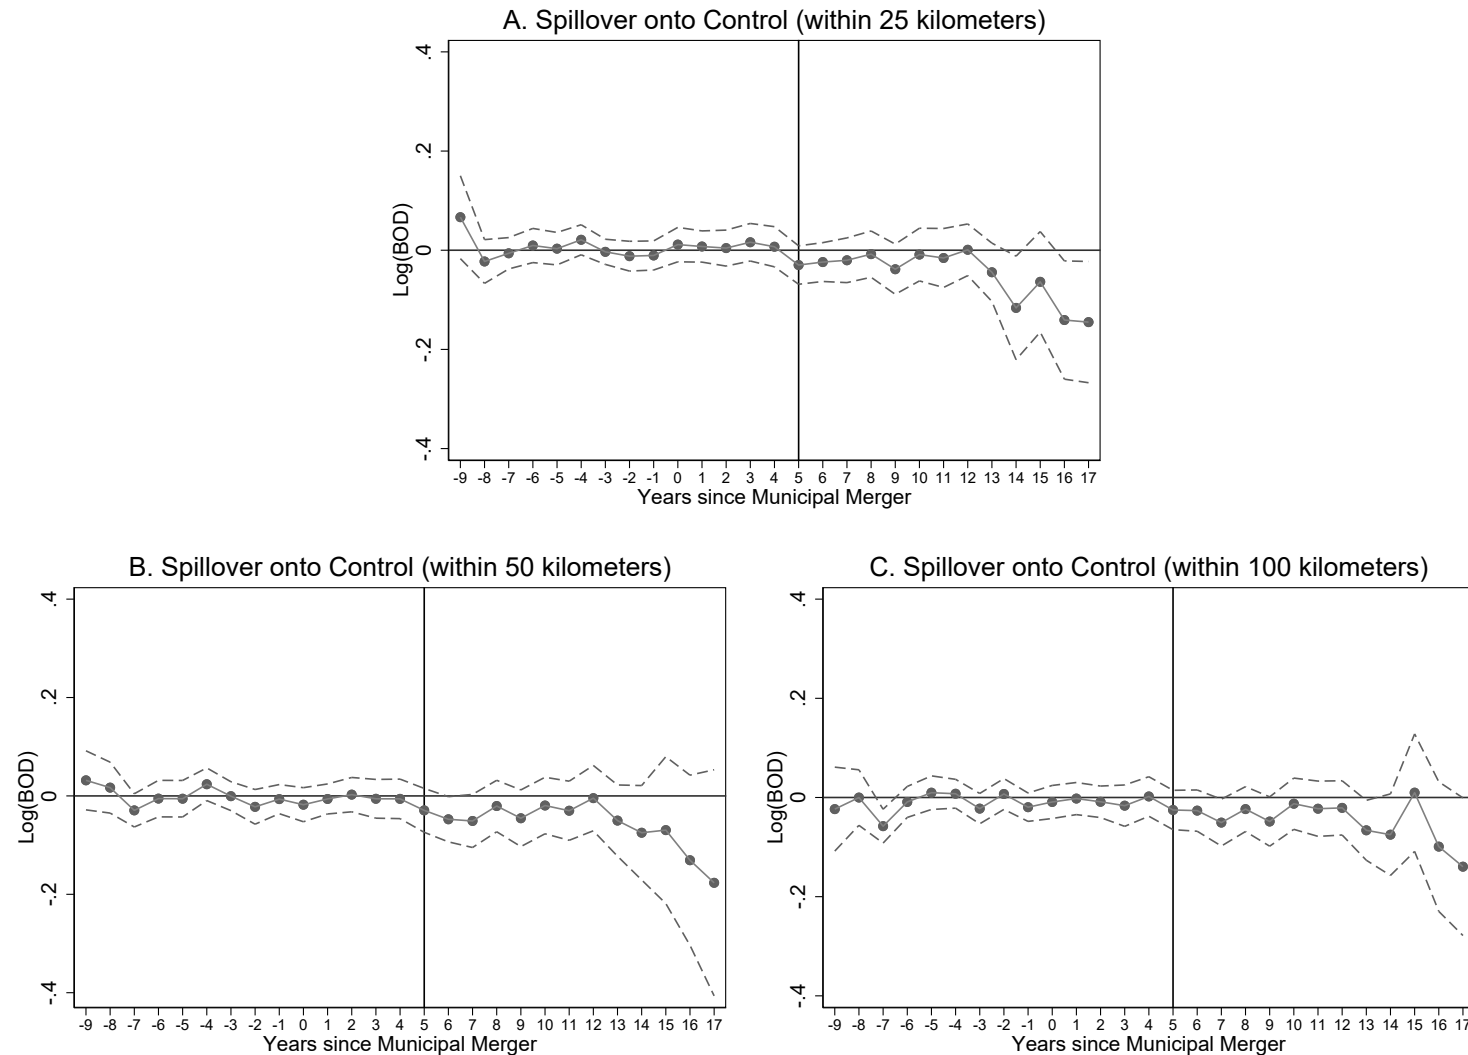 A. Spillover onto Control (within 25 kilometers)
.4
.2
0
-.2
-.4
Log(BOD)
-9 -8 -7 -6 -5 -4 -3 -2 -1 0 1 2 3 4 5 6 7 8 9 10 11 12 13 14 15 16 17
Years since Municipal Merger
B. Spillover onto Control (within 50 kilometers)
.4
.2
0
-.2
-.4
Log(BOD)
-9 -8 -7 -6 -5 -4 -3 -2 -1 0 1 2 3 4 5 6 7 8 9 10 11 12 13 14 15 16 17
Years since Municipal Merger
C. Spillover onto Control (within 100 kilometers)
.4
.2
0
-.2
-.4
Log(BOD)
-9 -8 -7 -6 -5 -4 -3 -2 -1 0 1 2 3 4 5 6 7 8 9 10 11 12 13 14 15 16 17
Years since Municipal Merger